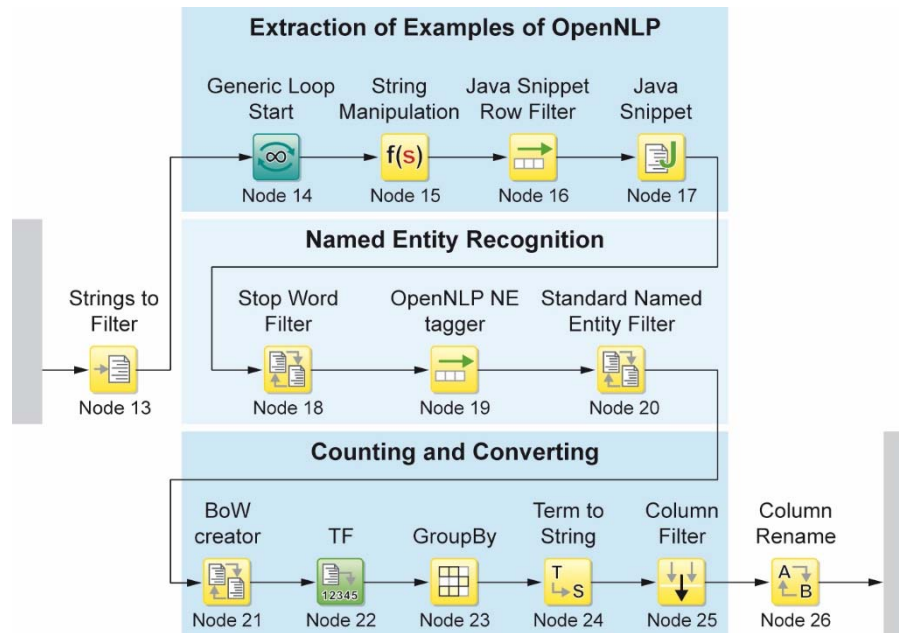 Extraction of Examples of OpenNLP
Generic Loop
Start
String
Manipulation
Java Snippet
Row Filter
Java
Snippet
∞
f(s)
J
Node 14
Node 15
Node 16
Node 17
Named Entity Recognition
Strings to
Filter
Node 13
Stop Word
Filter
OpenNLP NE
tagger
Standard Named
Entity Filter
Node 18
Node 19
Node 20
Counting and Converting
BoW
creator
TF
GroupBy
Term to
String
Column
Filter
Column
Rename
12345
T
S
A
B
Node 21
Node 22
Node 23
Node 24
Node 25
Node 26